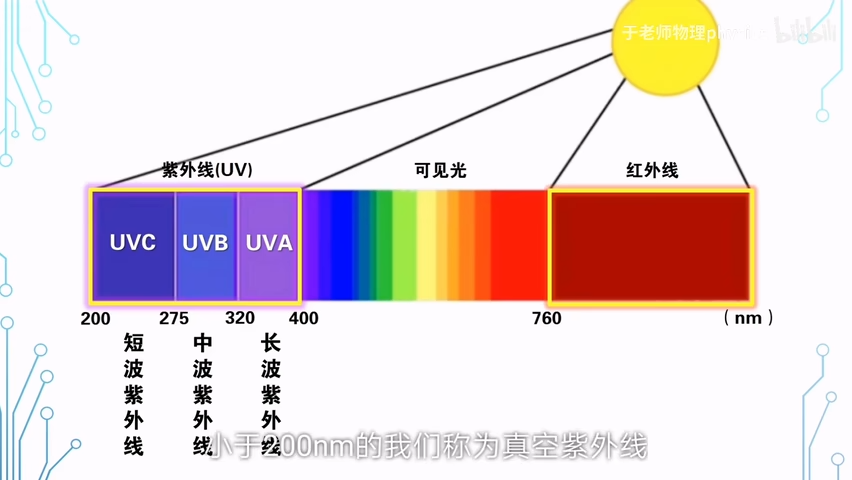 于老师物理
bilibili
紫外线(UV)
可见光
红外线
UVC
UVB
UVA
200
275
320
400
760
（nm）
短波紫外线
中波紫外线
长波紫外线
小于200nm的我们称为真空紫外线